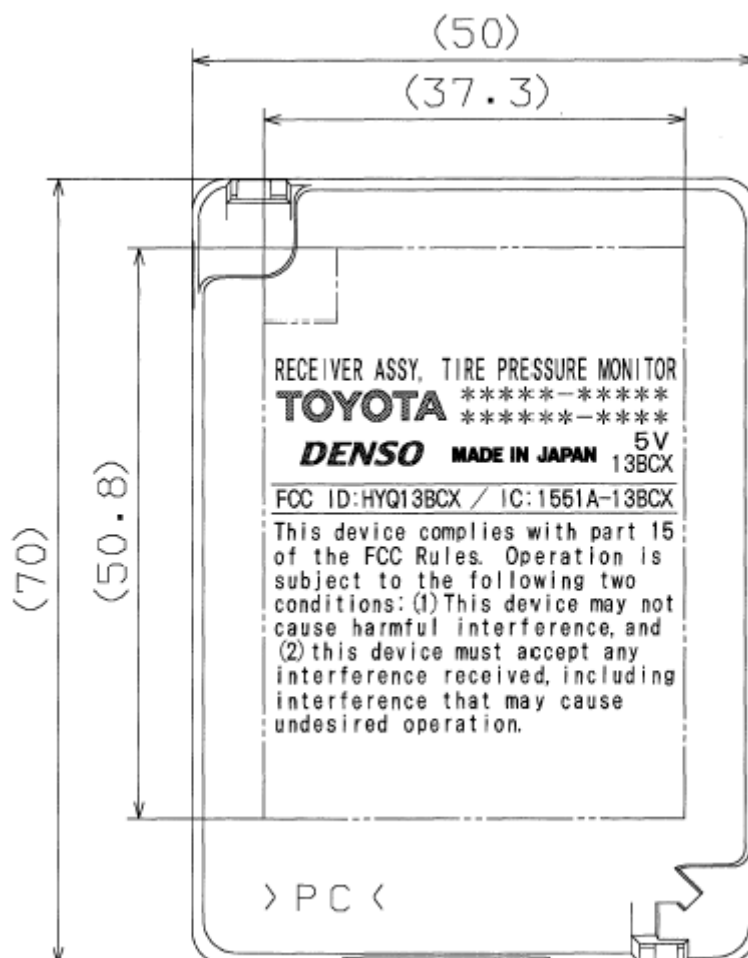 (50)
(37.3)
(70)
(50.8)
RECEIVER ASSY, TIRE PRESSURE MONITOR
TOYOTA *****-*****
******-****
DENSO MADE IN JAPAN 5V
13BCX
FCC ID:HYQ13BCX / IC:1551A-13BCX
This device complies with part 15
of the FCC Rules. Operation is
subject to the following two
conditions: (1) This device may not
cause harmful interference, and
(2) this device must accept any
interference received, including
interference that may cause
undesired operation.
>PC<